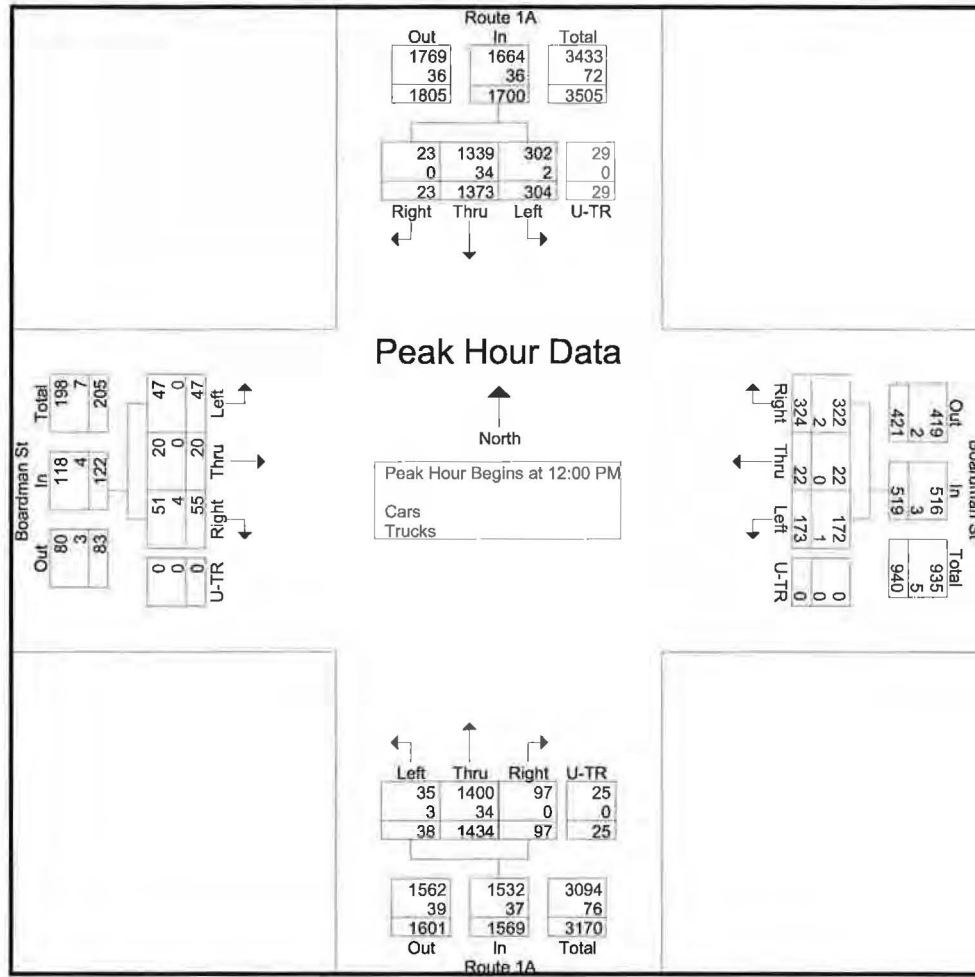 Route 1A
Out In Total
1769 1664 3433
36 36 72
1805 1700 3505
23 1339 302 29
0 34 2 0
23 1373 304 29
Right Thru Left U-TR
Peak Hour Data
North
Peak Hour Begins at 12:00 PM
Cars
Trucks
Boardman St
Total In Out
198 118 80
7 4 3
205 122 83
47 20 51 0
0 0 4 0
47 20 55 0
Left Thru Right U-TR
Boardman St
Out In Total
419 516 935
2 3 5
421 519 940
322 22 172 0
2 0 1 0
324 22 173 0
Right Thru Left U-TR
Left Thru Right U-TR
35 1400 97 25
3 34 0 0
38 1434 97 25
1562 1532 3094
39 37 76
1601 1569 3170
Out In Total
Route 1A